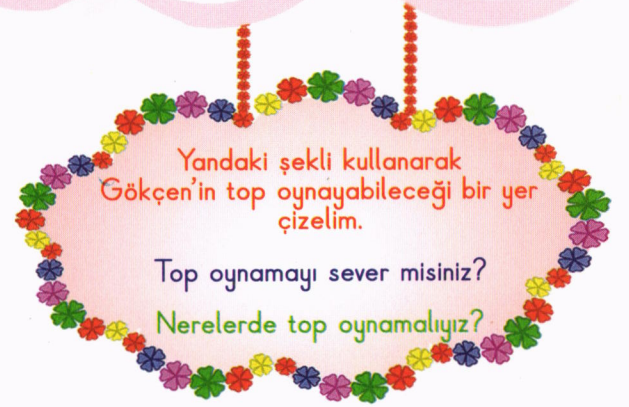 Yandaki şekli kullanarak
Gökçen'in top oynayabileceği bir yer
çizelim.
Top oynamayı sever misiniz?
Nerelerde top oynamalıyız?